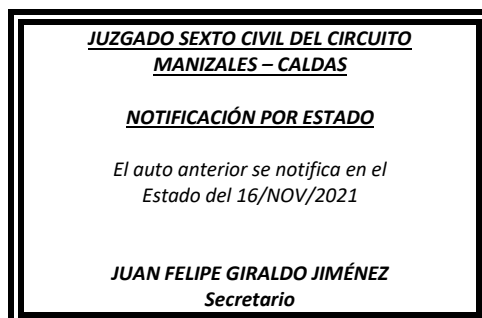 JUZGADO SEXTO CIVIL DEL CIRCUITO
MANIZALES – CALDAS
NOTIFICACIÓN POR ESTADO
El auto anterior se notifica en el
Estado del 16/NOV/2021
JUAN FELIPE GIRALDO JIMÉNEZ
Secretario